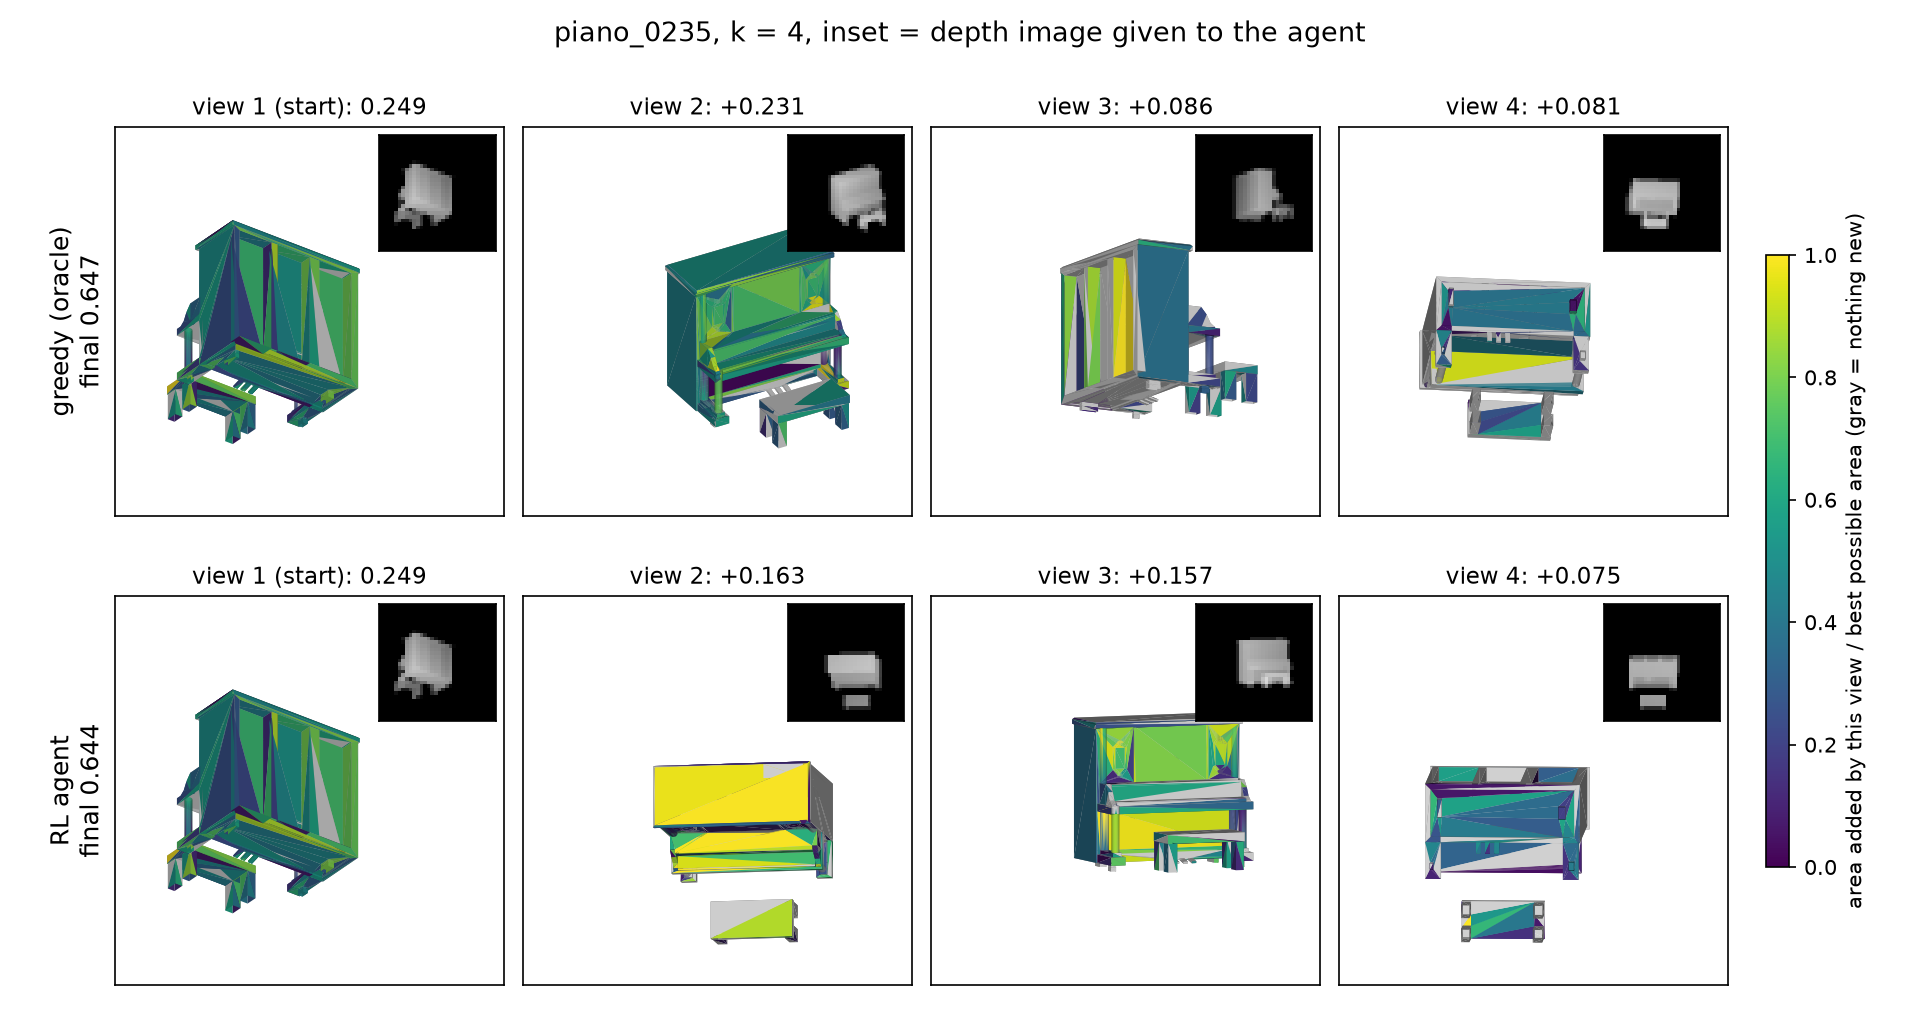 piano_0235, k = 4, inset = depth image given to the agent
greedy (oracle)
final 0.647
view 1 (start): 0.249
view 2: +0.231
view 3: +0.086
view 4: +0.081
RL agent
final 0.644
view 1 (start): 0.249
view 2: +0.163
view 3: +0.157
view 4: +0.075
1.0
0.8
0.6
0.4
0.2
0.0
area added by this view / best possible area (gray = nothing new)